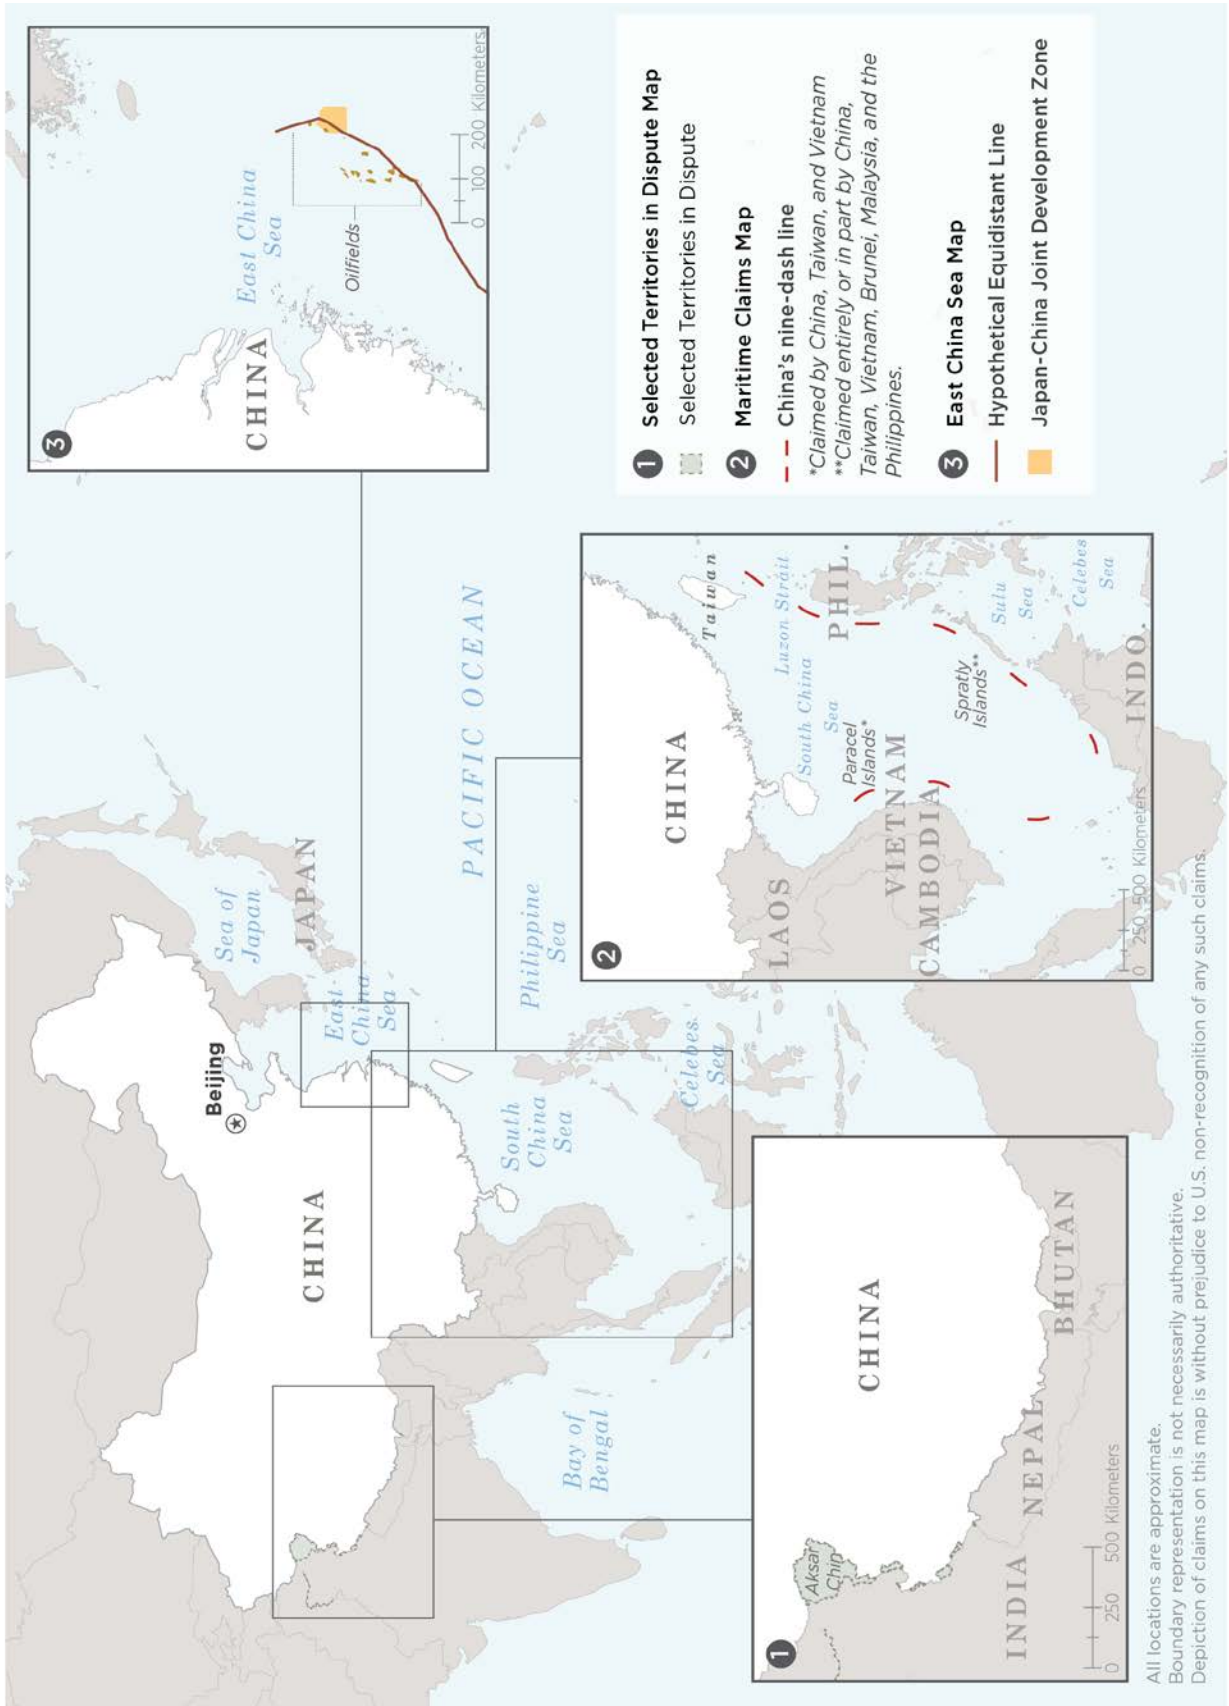 Beijing
CHINA
Sea of
Japan
JAPAN
East
China
Sea
PACIFIC OCEAN
Philippine
Sea
South
China
Sea
Celebes
Sea
Bay of
Bengal
3
CHINA
East China
Sea
Oilfields
0 100 200 Kilometers
2
CHINA
Taiwan
LAOS
Luzon Strait
South China
Sea
Paracel
Islands*
PHIL.
VIETNAM
CAMBODIA
Spratly
Islands**
Sulu
Sea
Celebes
Sea
INDO.
0 250 500 Kilometers
1
Aksai
Chin
CHINA
INDIA
NEPAL
BHUTAN
0 250 500 Kilometers
1 Selected Territories in Dispute Map
Selected Territories in Dispute
2 Maritime Claims Map
China's nine-dash line
*Claimed by China, Taiwan, and Vietnam
**Claimed entirely or in part by China,
Taiwan, Vietnam, Brunei, Malaysia, and the
Philippines.
3 East China Sea Map
Hypothetical Equidistant Line
Japan-China Joint Development Zone
All locations are approximate.
Boundary representation is not necessarily authoritative.
Depiction of claims on this map is without prejudice to U.S. non-recognition of any such claims.